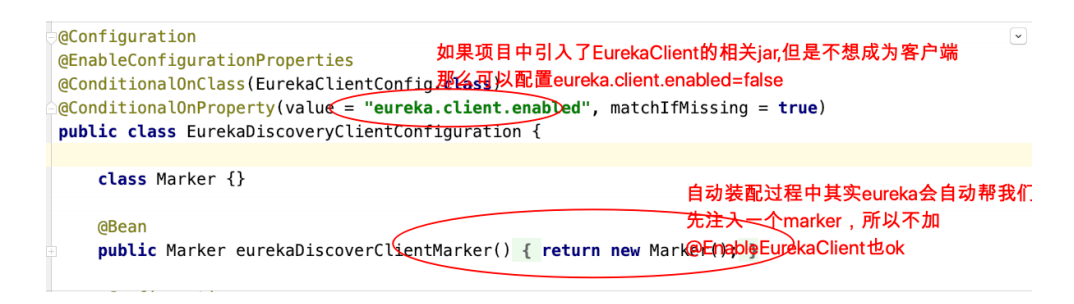 @Configuration
@EnableConfigurationProperties
如果项目中引入了EurekaClient的相关jar,但是不想成为客户端
@ConditionalOnClass(EurekaClientConfig.class)
那么可以配置eureka.client.enabled=false
@ConditionalOnProperty(value = "eureka.client.enabled", matchIfMissing = true)
public class EurekaDiscoveryClientConfiguration {
class Marker {}
自动装配过程中其实eureka会自动帮我们
先注入一个marker，所以不加
@Bean
public Marker eurekaDiscoverClientMarker() { return new Marker(); }
@EnableEurekaClient也ok